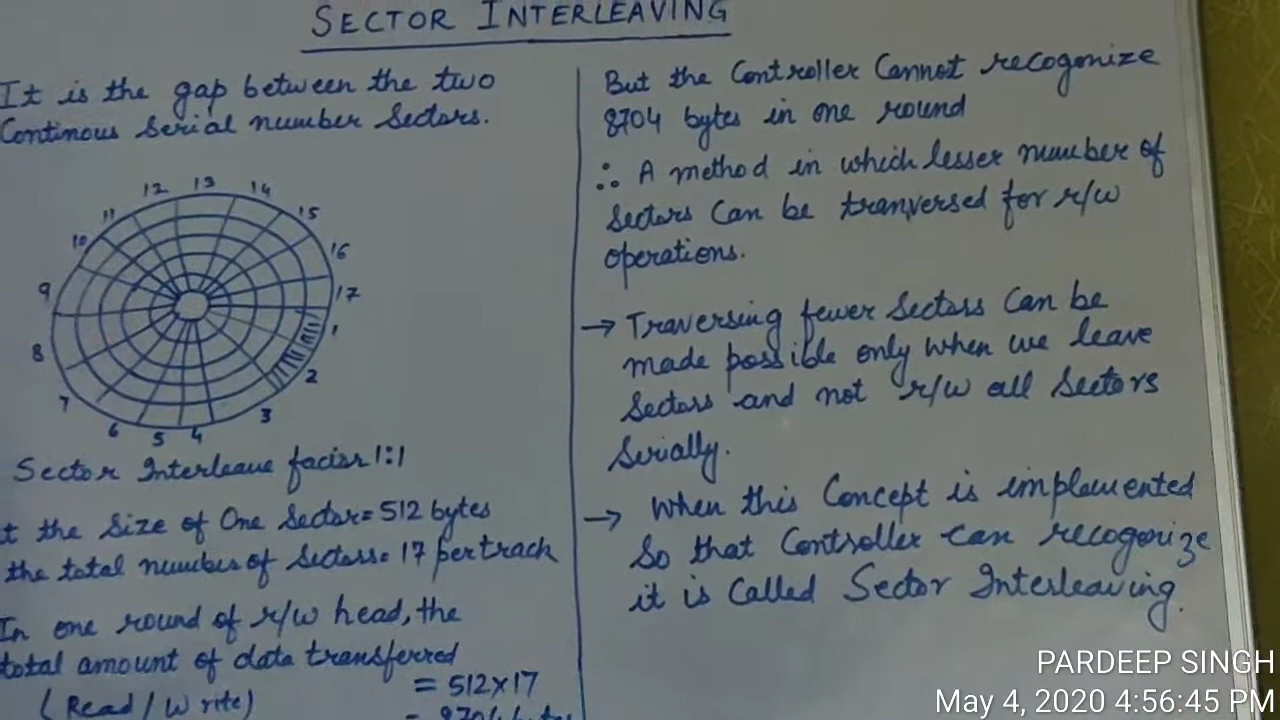 SECTOR INTERLEAVING
It is the gap between the two
Continous Serial number Sectors.
12 13 14
11 15
10 16
9 17
8 1
7 2
6 5 4 3
Sector Interleave factor 1:1
t the Size of One Sector= 512 bytes
the total number of Sectors= 17 per track
In one round of r/w head, the
total amount of data transferred
(Read/Write) = 512x17
= 8704 bytes
But the Controller Cannot recogonize
8704 bytes in one round
∴ A method in which lesser number of
Sectors Can be tranversed for r/w
operations.
→ Traversing fewer Sectors Can be
made possible only when we leave
Sectors and not r/w all Sectors
Serially.
→ When this Concept is implemented
So that Controller can recogonize
it is Called Sector Interleaving.
PARDEEP SINGH
May 4, 2020 4:56:45 PM